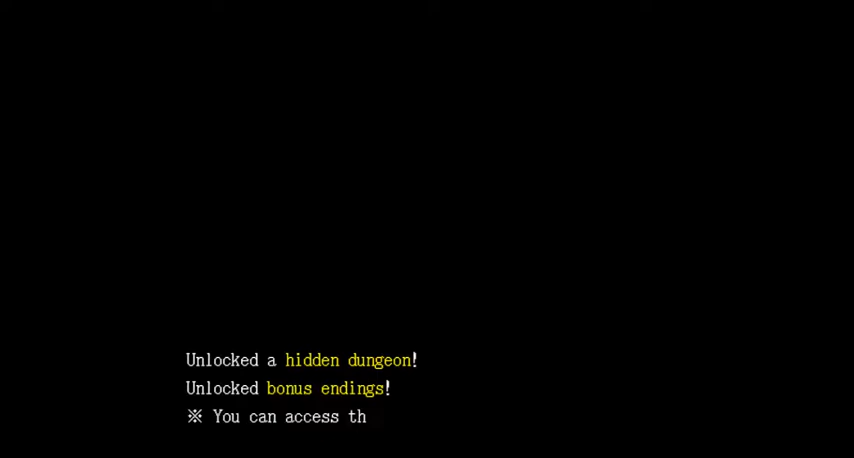 Unlocked a hidden dungeon!
Unlocked bonus endings!
※ You can access th